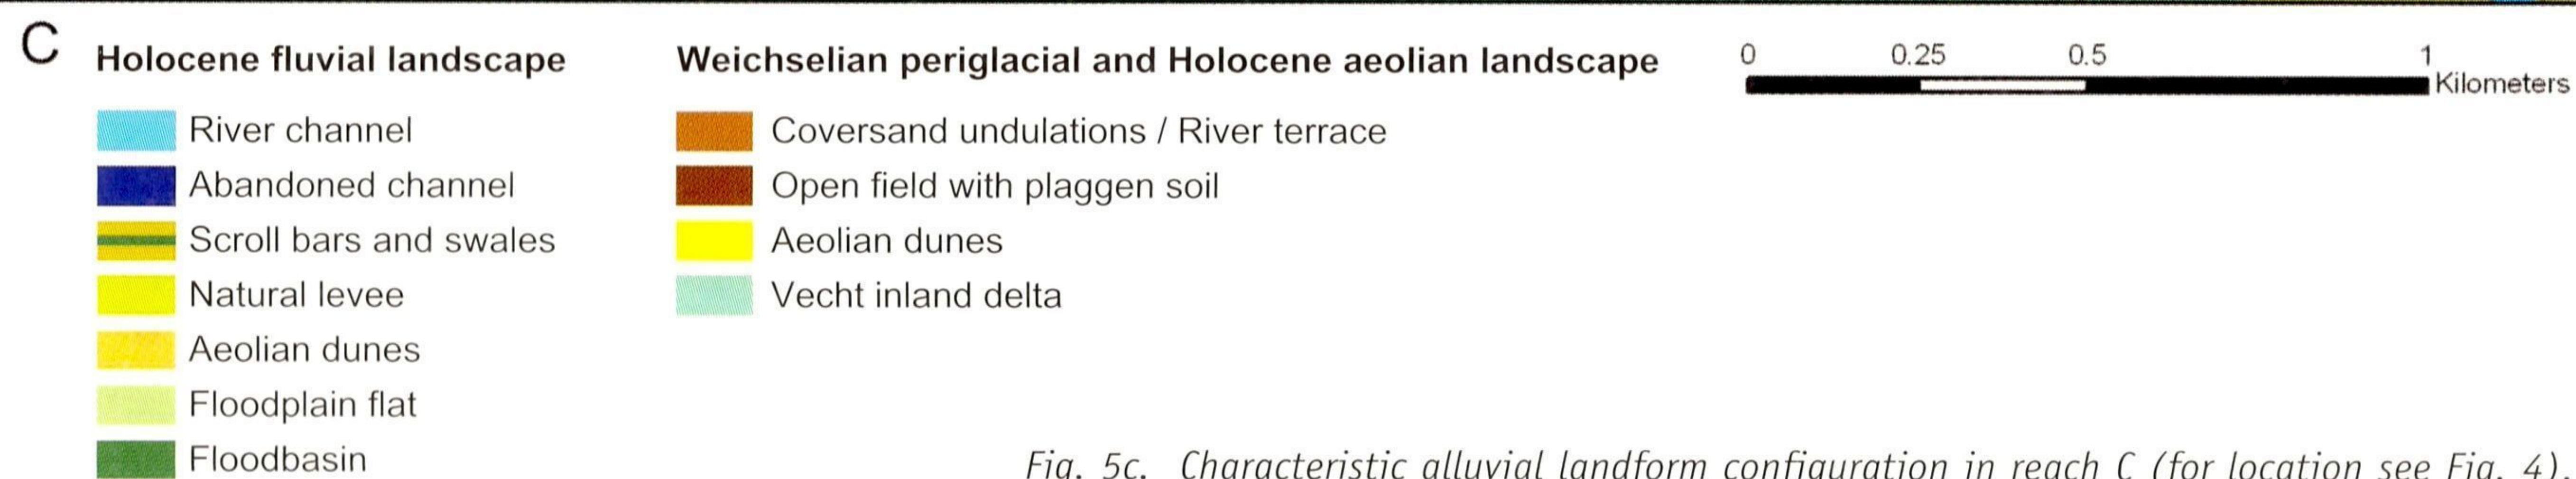 C
Holocene fluvial landscape
River channel
Abandoned channel
Scroll bars and swales
Natural levee
Aeolian dunes
Floodplain flat
Floodbasin
Weichselian periglacial and Holocene aeolian landscape
Coversand undulations / River terrace
Open field with plaggen soil
Aeolian dunes
Vecht inland delta
0 0.25 0.5 1
Kilometers
Fig. 5c. Characteristic alluvial landform configuration in reach C (for location see Fig. 4).